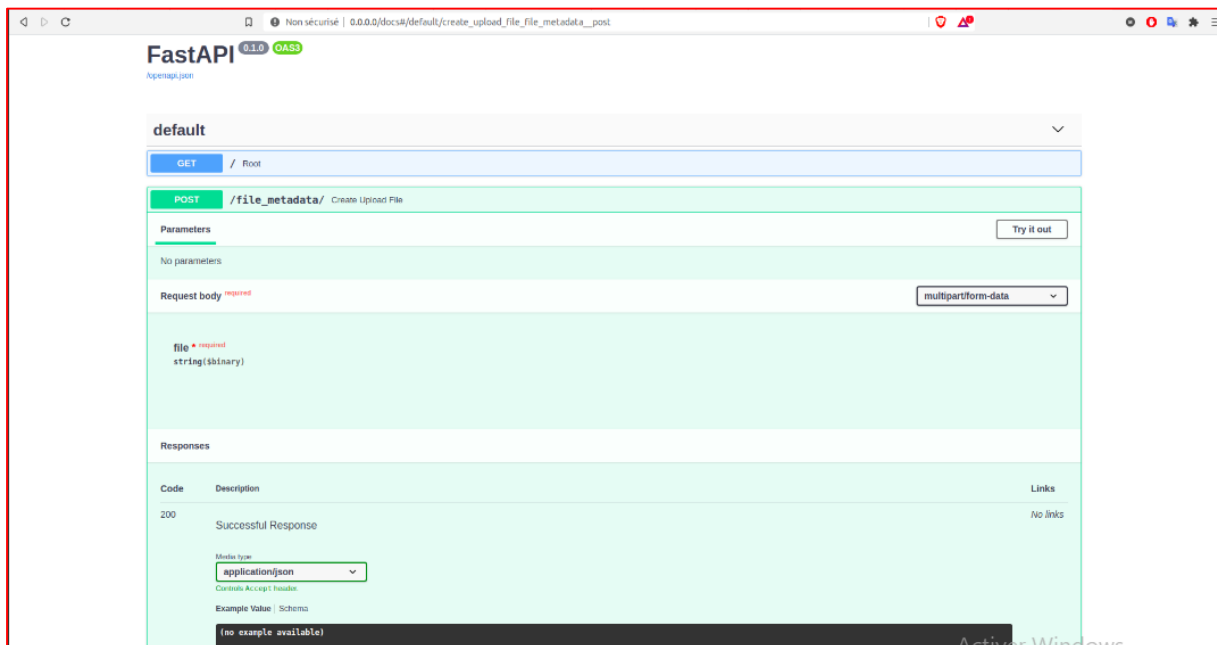 Non sécurisé | 0.0.0.0/docs#/default/create_upload_file_file_metadata__post
FastAPI 0.1.0 OAS3
/openapi.json
default
GET / Root
POST /file_metadata/ Create Upload File
Parameters Try it out
No parameters
Request body required multipart/form-data
file * required
string($binary)
Responses
Code Description Links
200 Successful Response No links
Media type
application/json
Controls Accept header.
Example Value | Schema
(no example available)
Activer Windows